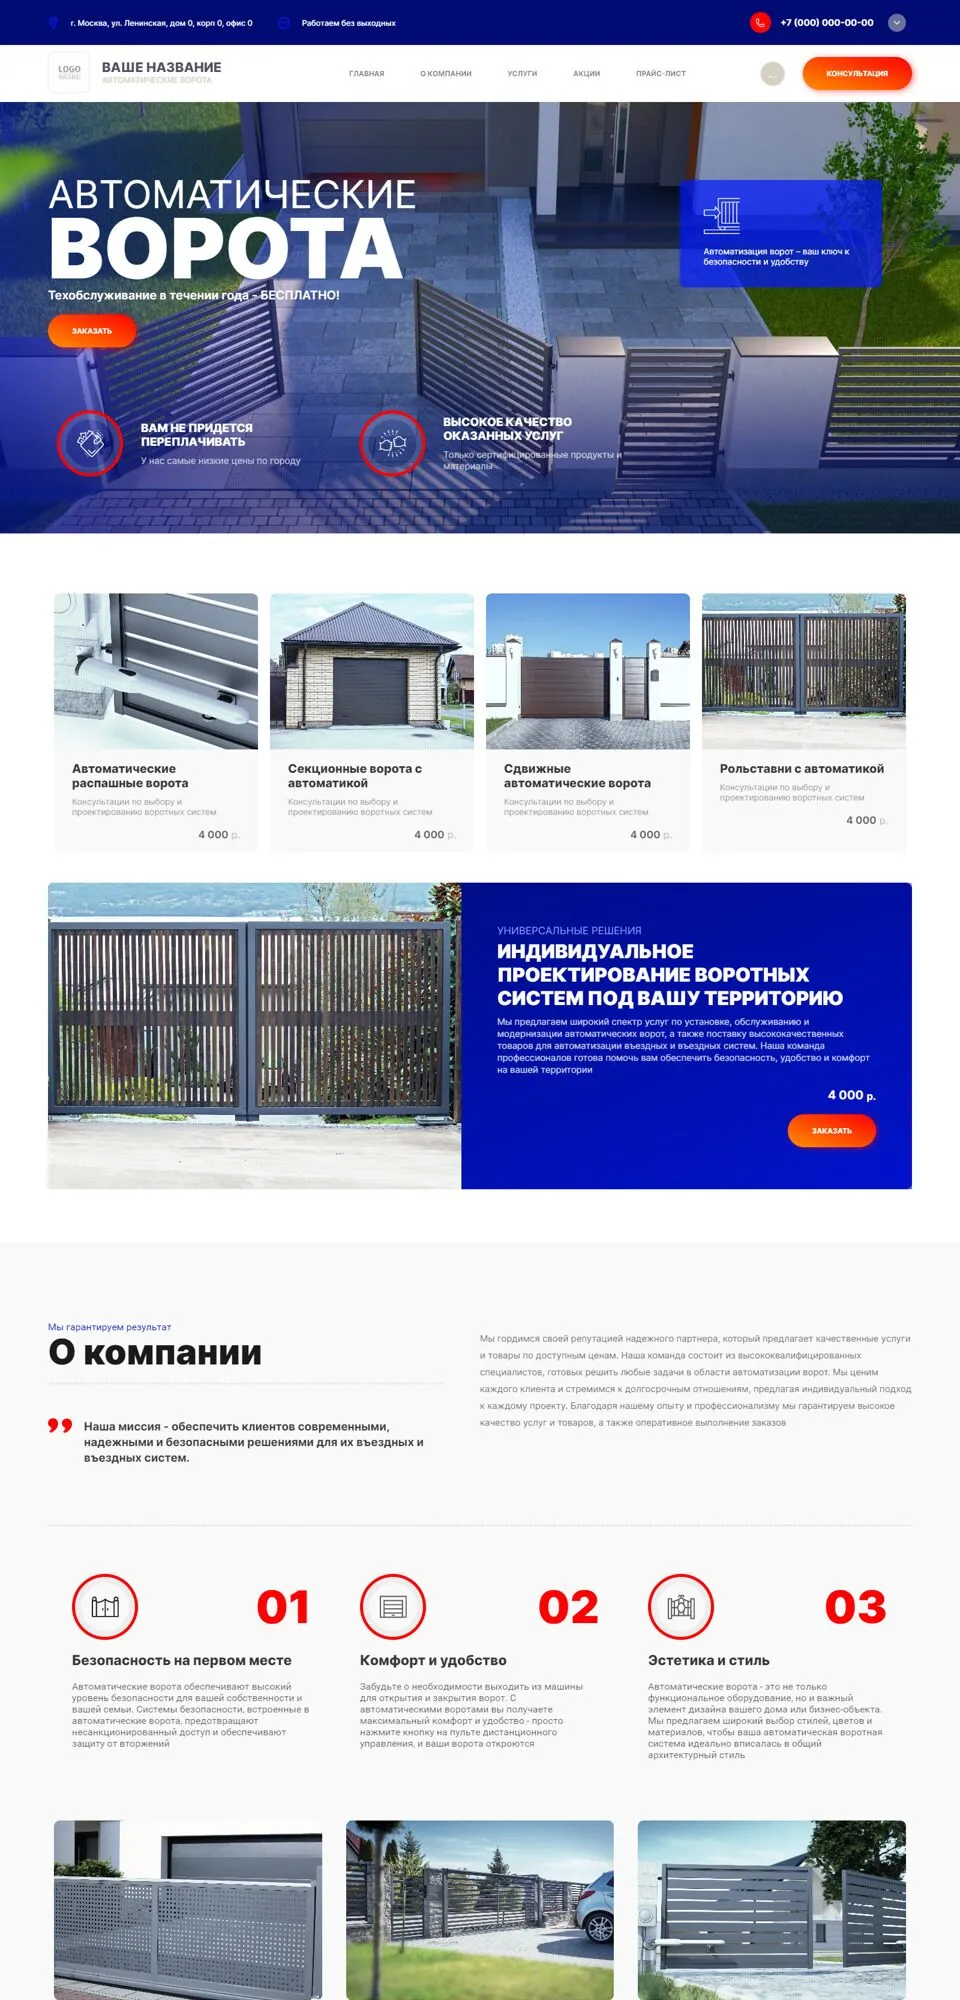 г. Москва, ул. Ленинская, дом 0, корп 0, офис 0
Работаем без выходных
+7 (000) 000-00-00
LOGO
BRAND
ВАШЕ НАЗВАНИЕ
АВТОМАТИЧЕСКИЕ ВОРОТА
ГЛАВНАЯ
О КОМПАНИИ
УСЛУГИ
АКЦИИ
ПРАЙС-ЛИСТ
КОНСУЛЬТАЦИЯ
АВТОМАТИЧЕСКИЕ
ВОРОТА
Техобслуживание в течении года - БЕСПЛАТНО!
ЗАКАЗАТЬ
Автоматизация ворот – ваш ключ к
безопасности и удобству
ВАМ НЕ ПРИДЕТСЯ
ПЕРЕПЛАЧИВАТЬ
У нас самые низкие цены по городу
ВЫСОКОЕ КАЧЕСТВО
ОКАЗАННЫХ УСЛУГ
Только сертифицированные продукты и
материалы
Автоматические
распашные ворота
Консультации по выбору и
проектированию воротных систем
4 000 р.
Секционные ворота с
автоматикой
Консультации по выбору и
проектированию воротных систем
4 000 р.
Сдвижные
автоматические ворота
Консультации по выбору и
проектированию воротных систем
4 000 р.
Рольставни с автоматикой
Консультации по выбору и
проектированию воротных систем
4 000 р.
УНИВЕРСАЛЬНЫЕ РЕШЕНИЯ
ИНДИВИДУАЛЬНОЕ
ПРОЕКТИРОВАНИЕ ВОРОТНЫХ
СИСТЕМ ПОД ВАШУ ТЕРРИТОРИЮ
Мы предлагаем широкий спектр услуг по установке, обслуживанию и
модернизации автоматических ворот, а также поставку высококачественных
товаров для автоматизации въездных и въездных систем. Наша команда
профессионалов готова помочь вам обеспечить безопасность, удобство и комфорт
на вашей территории
4 000 р.
ЗАКАЗАТЬ
Мы гарантируем результат
О компании
Наша миссия - обеспечить клиентов современными,
надежными и безопасными решениями для их въездных и
въездных систем.
Мы гордимся своей репутацией надежного партнера, который предлагает качественные услуги
и товары по доступным ценам. Наша команда состоит из высококвалифицированных
специалистов, готовых решить любые задачи в области автоматизации ворот. Мы ценим
каждого клиента и стремимся к долгосрочным отношениям, предлагая индивидуальный подход
к каждому проекту. Благодаря нашему опыту и профессионализму мы гарантируем высокое
качество услуг и товаров, а также оперативное выполнение заказов
01
Безопасность на первом месте
Автоматические ворота обеспечивают высокий
уровень безопасности для вашей собственности и
вашей семьи. Системы безопасности, встроенные в
автоматические ворота, предотвращают
несанкционированный доступ и обеспечивают
защиту от вторжений
02
Комфорт и удобство
Забудьте о необходимости выходить из машины
для открытия и закрытия ворот. С
автоматическими воротами вы получаете
максимальный комфорт и удобство - просто
нажмите кнопку на пульте дистанционного
управления, и ваши ворота откроются
03
Эстетика и стиль
Автоматические ворота - это не только
функциональное оборудование, но и важный
элемент дизайна вашего дома или бизнес-объекта.
Мы предлагаем широкий выбор стилей, цветов и
материалов, чтобы ваша автоматическая воротная
система идеально вписалась в общий
архитектурный стиль